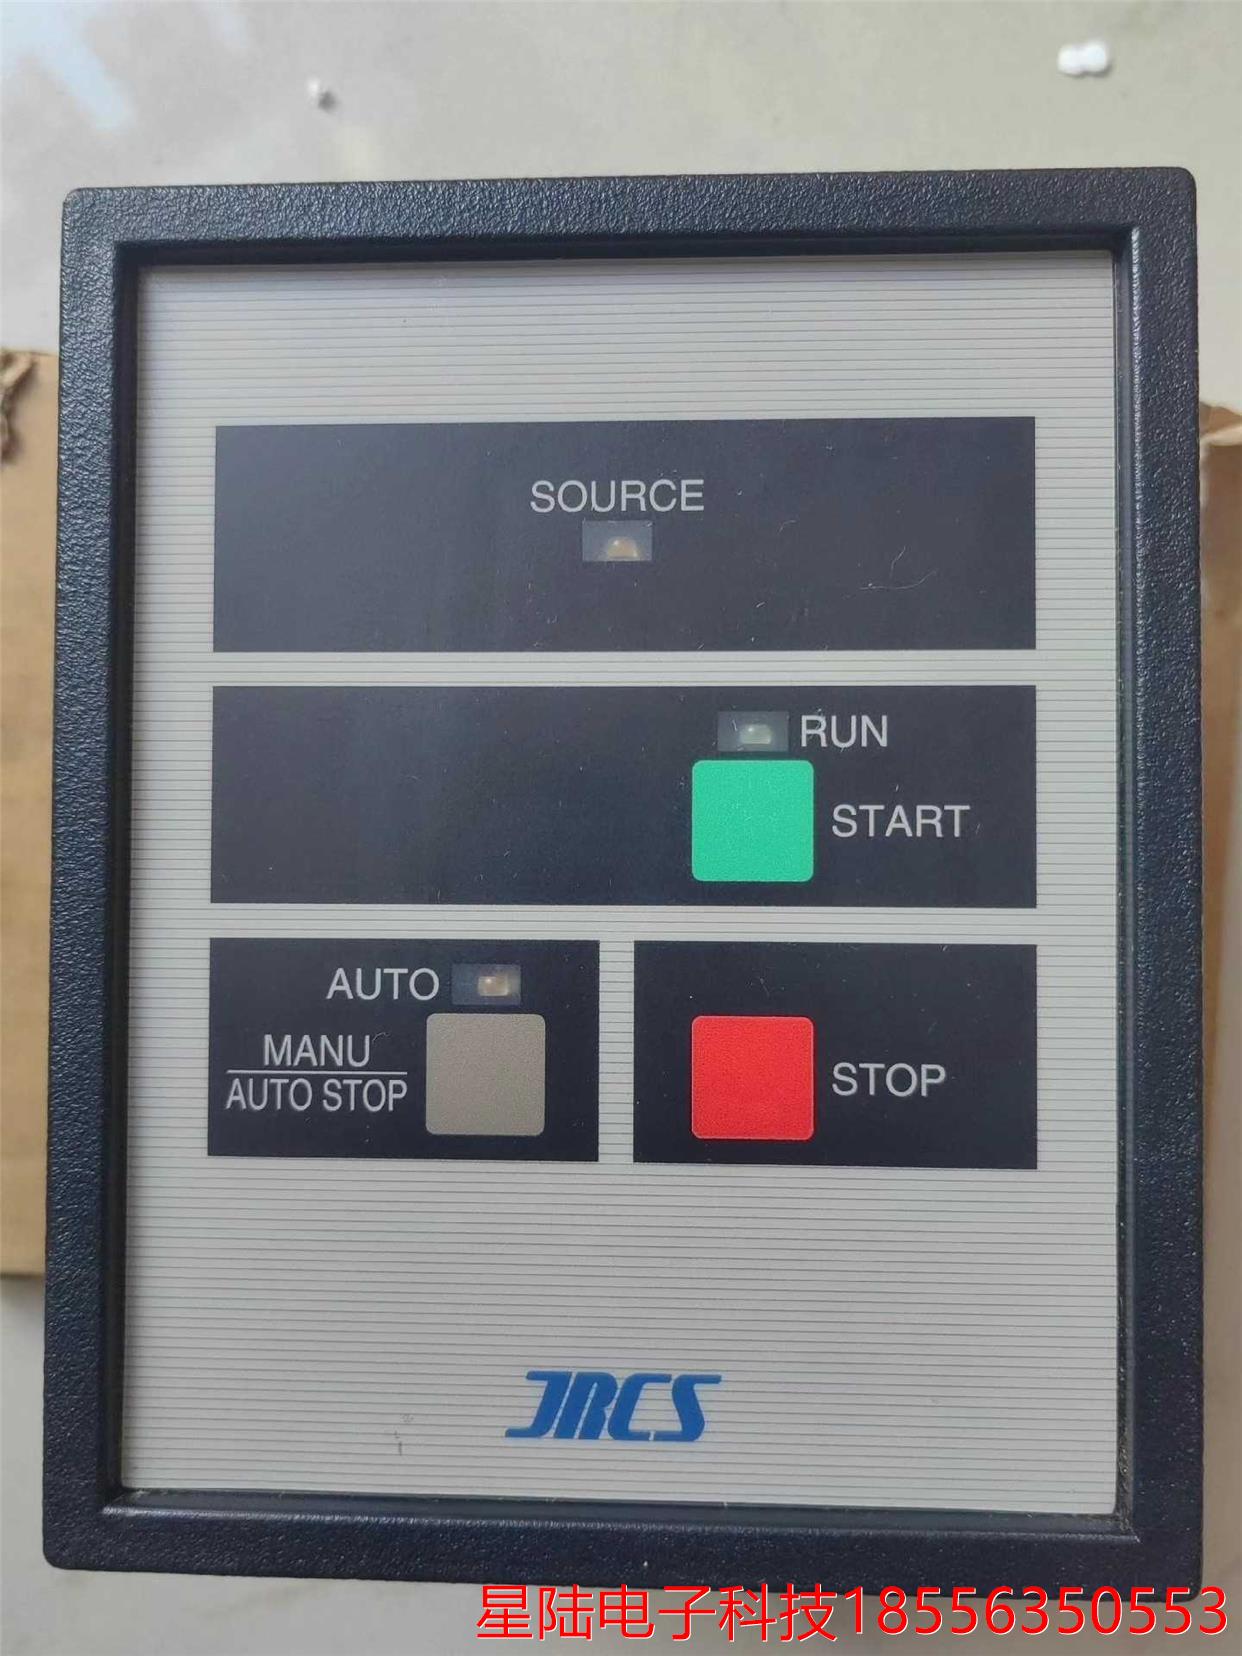 SOURCE
RUN
START
AUTO
MANU
AUTO STOP
STOP
JRCS
星陆电子科技18556350553